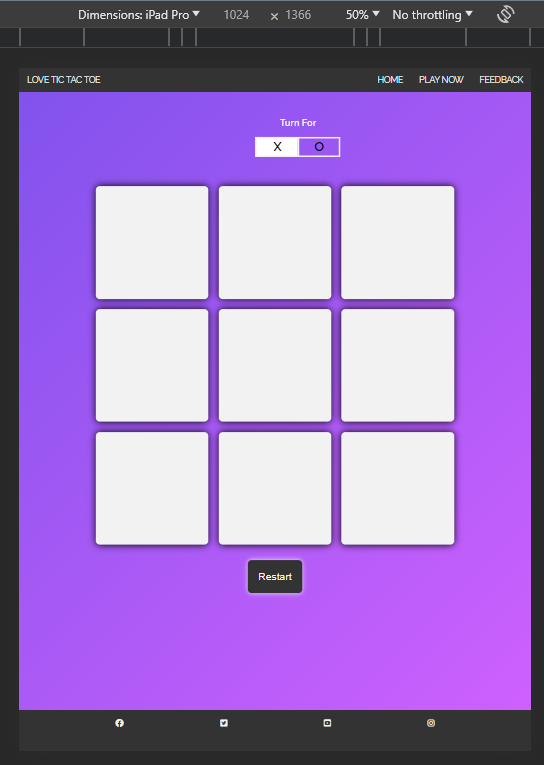 Dimensions: iPad Pro 1024 × 1366 50% No throttling
LOVE TIC TAC TOE HOME PLAY NOW FEEDBACK
Turn For
X O
Restart